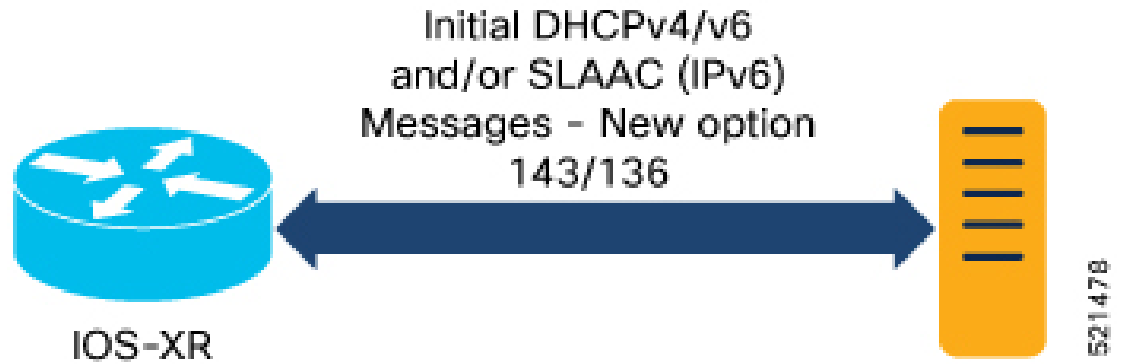 Initial DHCPv4/v6
and/or SLAAC (IPv6)
Messages - New option
143/136
IOS-XR
521478